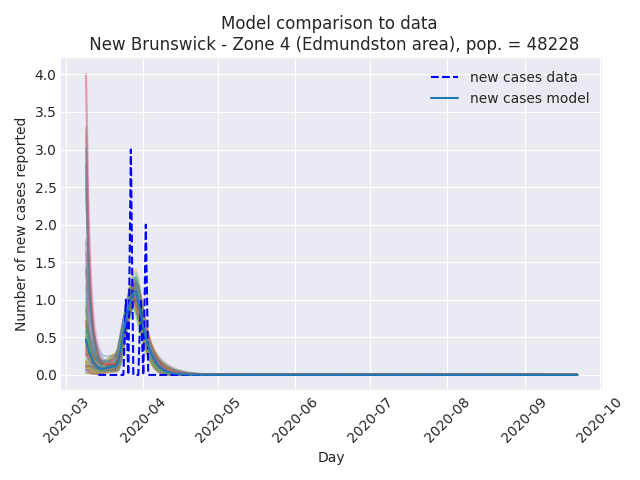 Model comparison to data
New Brunswick - Zone 4 (Edmundston area), pop. = 48228
new cases data
new cases model
Number of new cases reported
4.0
3.5
3.0
2.5
2.0
1.5
1.0
0.5
0.0
2020-03
2020-04
2020-05
2020-06
2020-07
2020-08
2020-09
2020-10
Day